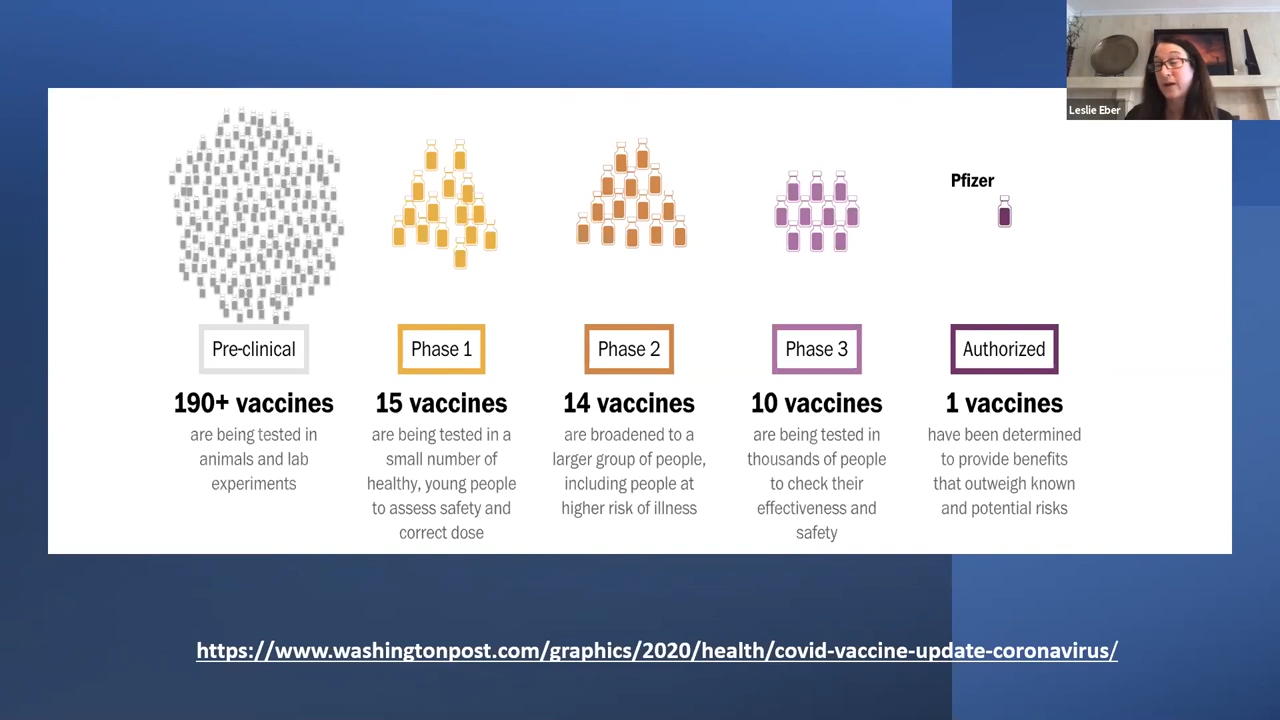 Leslie Eber
Pfizer
Pre-clinical
190+ vaccines
are being tested in
animals and lab
experiments
Phase 1
15 vaccines
are being tested in a
small number of
healthy, young people
to assess safety and
correct dose
Phase 2
14 vaccines
are broadened to a
larger group of people,
including people at
higher risk of illness
Phase 3
10 vaccines
are being tested in
thousands of people
to check their
effectiveness and
safety
Authorized
1 vaccines
have been determined
to provide benefits
that outweigh known
and potential risks
https://www.washingtonpost.com/graphics/2020/health/covid-vaccine-update-coronavirus/